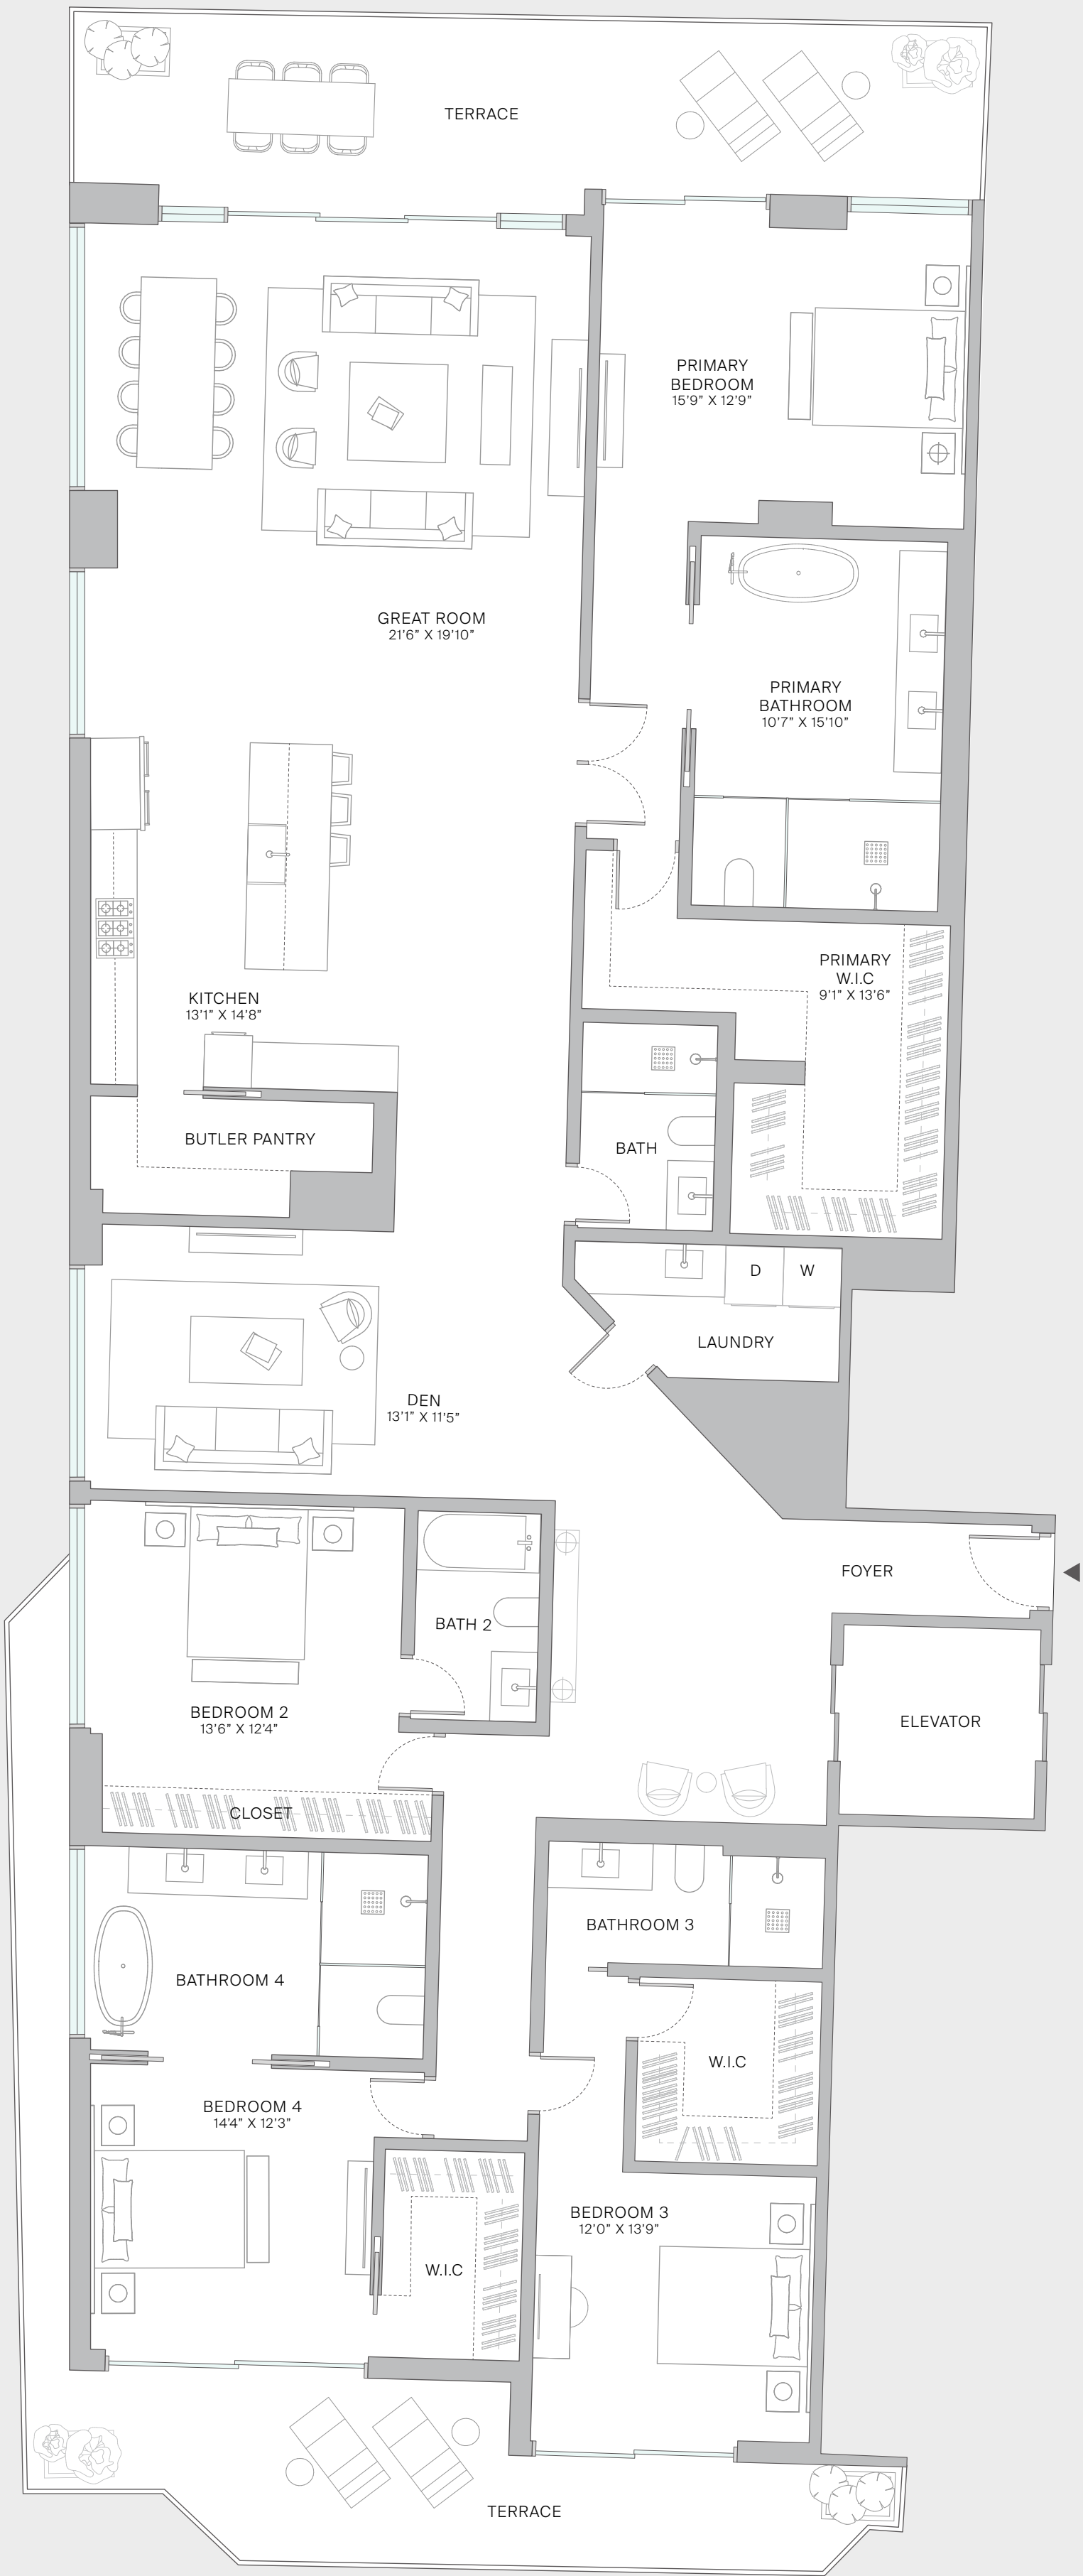 TERRACE
PRIMARY
BEDROOM
15'9" X 12'9"
GREAT ROOM
21'6" X 19'10"
PRIMARY
BATHROOM
10'7" X 15'10"
PRIMARY
W.I.C
9'1" X 13'6"
KITCHEN
13'1" X 14'8"
BUTLER PANTRY
BATH
D W
LAUNDRY
DEN
13'1" X 11'5"
FOYER
BATH 2
BEDROOM 2
13'6" X 12'4"
ELEVATOR
CLOSET
BATHROOM 3
BATHROOM 4
W.I.C
BEDROOM 4
14'4" X 12'3"
BEDROOM 3
12'0" X 13'9"
W.I.C
TERRACE